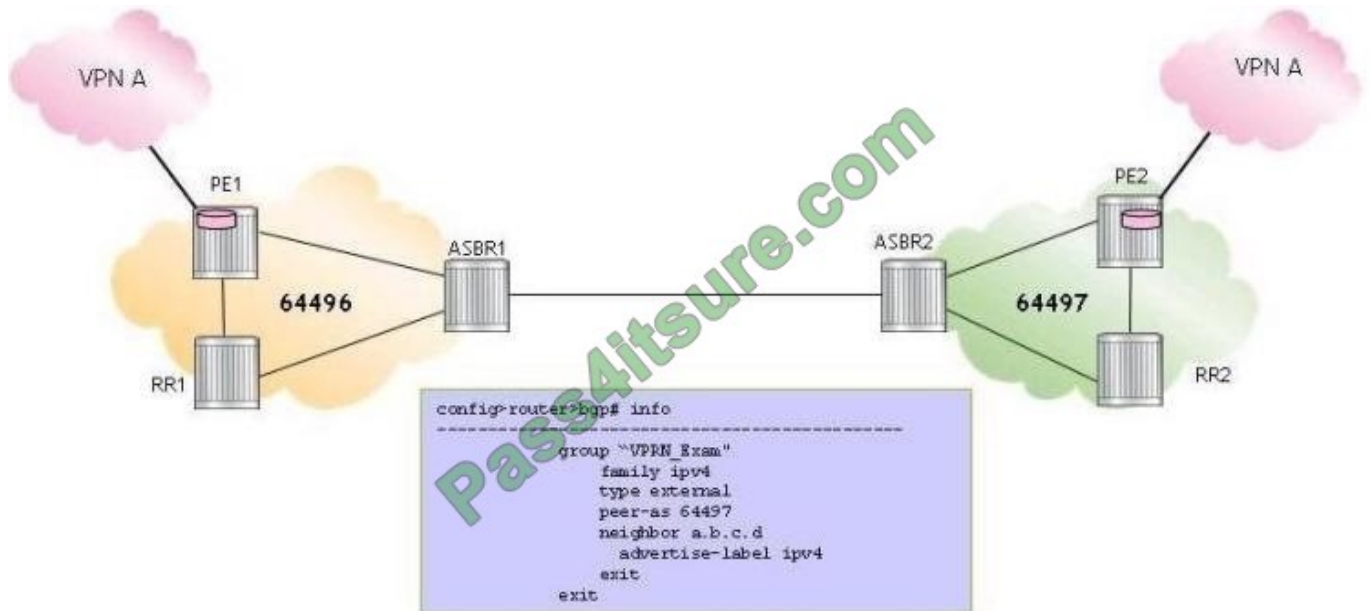 VPN A
VPN A
PE1
PE2
ASBR1
ASBR2
64496
64497
RR1
RR2
Pass4itsure.com
config>router>bgp# info
----------------------------------------------
group "VPRN_Exam"
family ipv4
type external
peer-as 64497
neighbor a.b.c.d
advertise-label ipv4
exit
exit